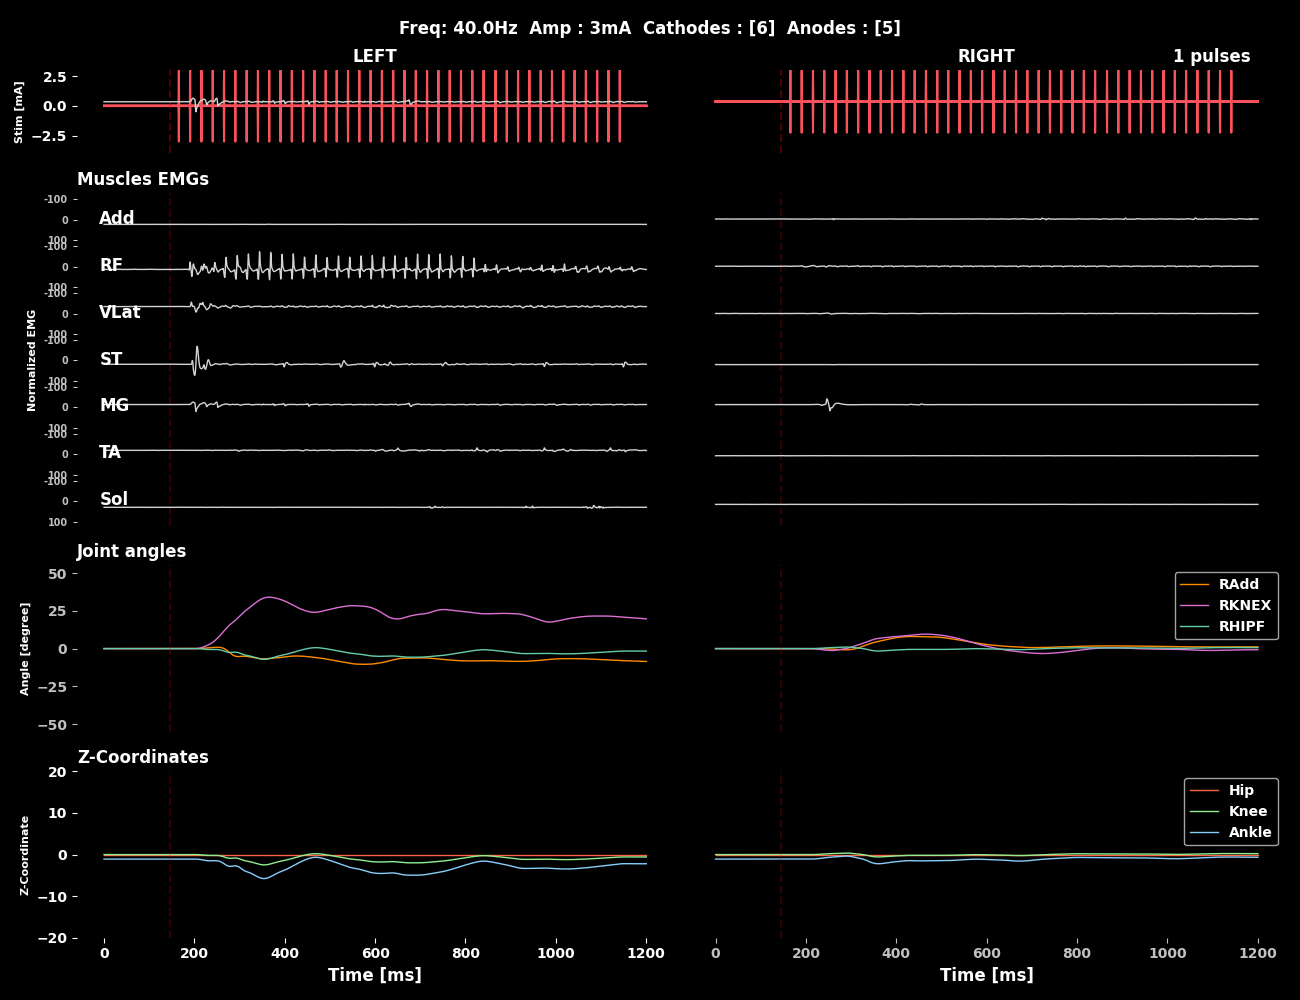 Freq: 40.0Hz  Amp : 3mA  Cathodes : [6]  Anodes : [5]
LEFT
RIGHT
1 pulses
Stim [mA]
2.5
0.0
−2.5
Muscles EMGs
Normalized EMG
-100
0
100
Add
-100
0
100
RF
-100
0
100
VLat
-100
0
100
ST
-100
0
100
MG
-100
0
100
TA
-100
0
100
Sol
Joint angles
Angle [degree]
50
25
0
−25
−50
RAdd
RKNEX
RHIPF
Z-Coordinates
Z-Coordinate
20
10
0
−10
−20
Hip
Knee
Ankle
0 200 400 600 800 1000 1200
0 200 400 600 800 1000 1200
Time [ms]
Time [ms]